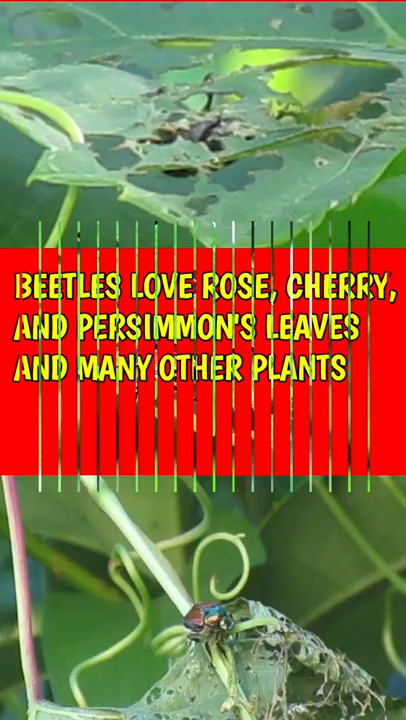 BEETLES LOVE ROSE, CHERRY,
AND PERSIMMON'S LEAVES
AND MANY OTHER PLANTS